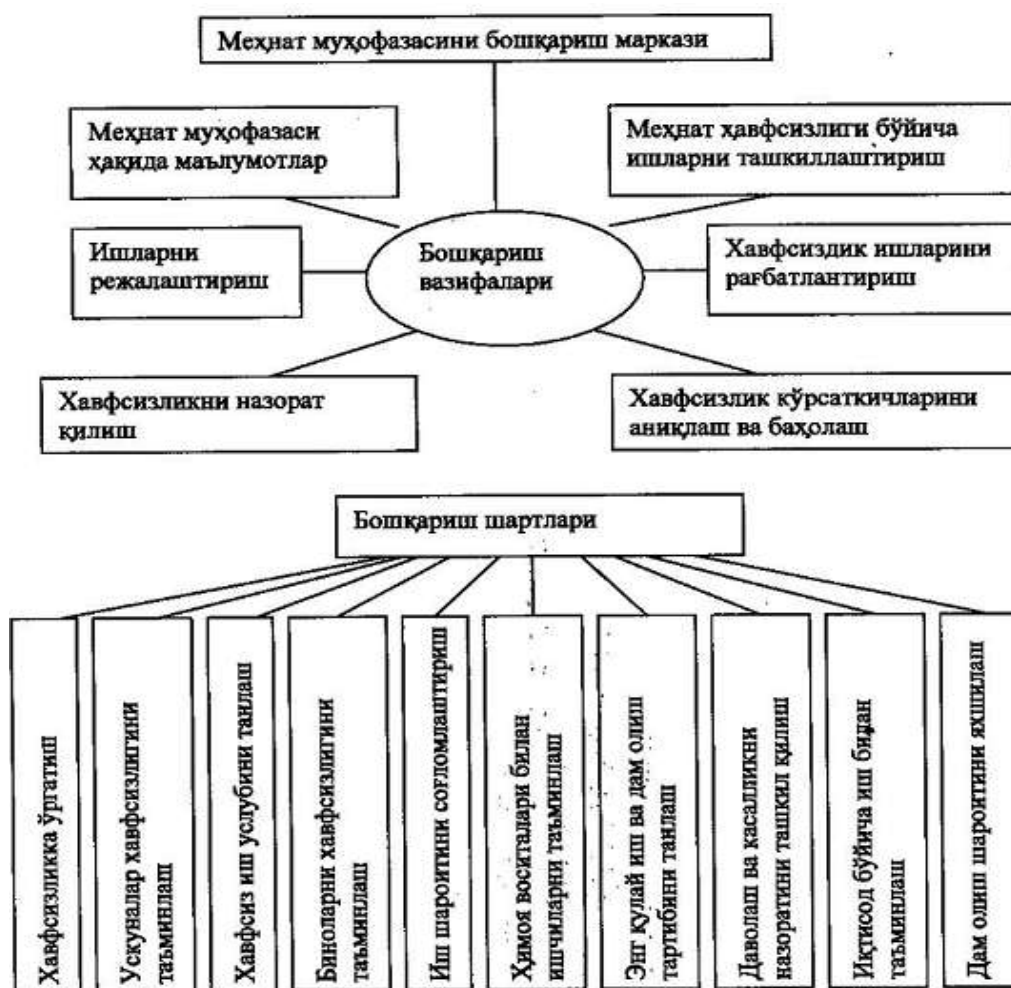 Меҳнат муҳофазасини бошқариш маркази
Меҳнат муҳофазаси
ҳақида маълумотлар
Меҳнат ҳавфсизлиги бўйича
ишларни ташкиллаштириш
Ишларни
режалаштириш
Бошқариш
вазифалари
Хавфсиздик ишларини
рағбатлантириш
Хавфсизликни назорат
қилиш
Хавфсизлик кўрсаткичларини
аниқлаш ва баҳолаш
Бошқариш шартлари
Хавфсизликка ўргатиш
Ускуналар хавфсизлигини
таъминлаш
Хавфсиз иш услубини танлаш
Биноларни хавфсизлигини
таъминлаш
Иш шароитини соғломлаштириш
Ҳимоя воситалари билан
ишчиларни таъминлаш
Энг қулай иш ва дам олиш
тартибини танлаш
Даволаш ва касалликни
назоратини ташкил қилиш
Иқтисод бўйича иш бидан
таъминлаш
Дам олиш шароитини яхшилаш